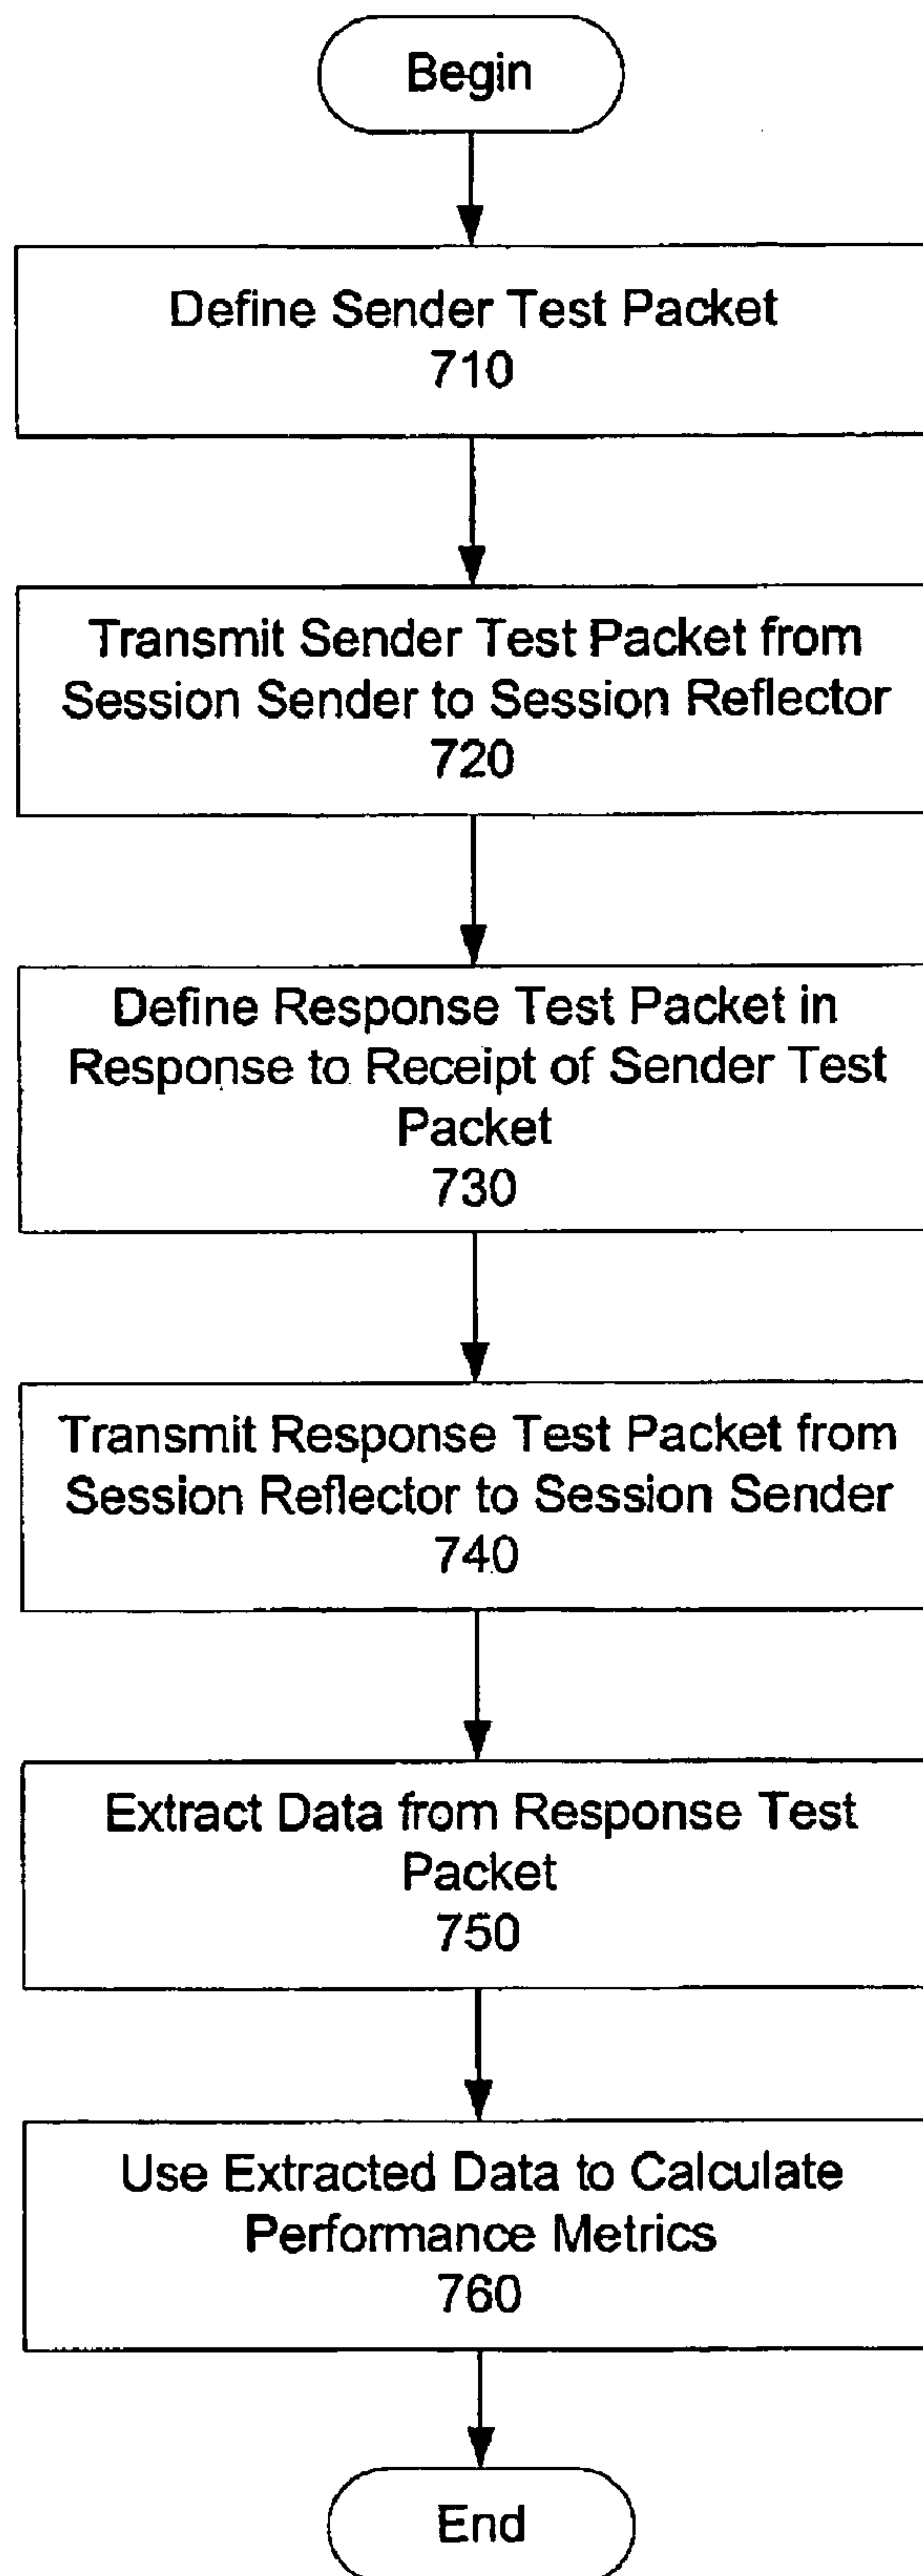 Begin
Define Sender Test Packet
710
Transmit Sender Test Packet from
Session Sender to Session Reflector
720
Define Response Test Packet in
Response to Receipt of Sender Test
Packet
730
Transmit Response Test Packet from
Session Reflector to Session Sender
740
Extract Data from Response Test
Packet
750
Use Extracted Data to Calculate
Performance Metrics
760
End